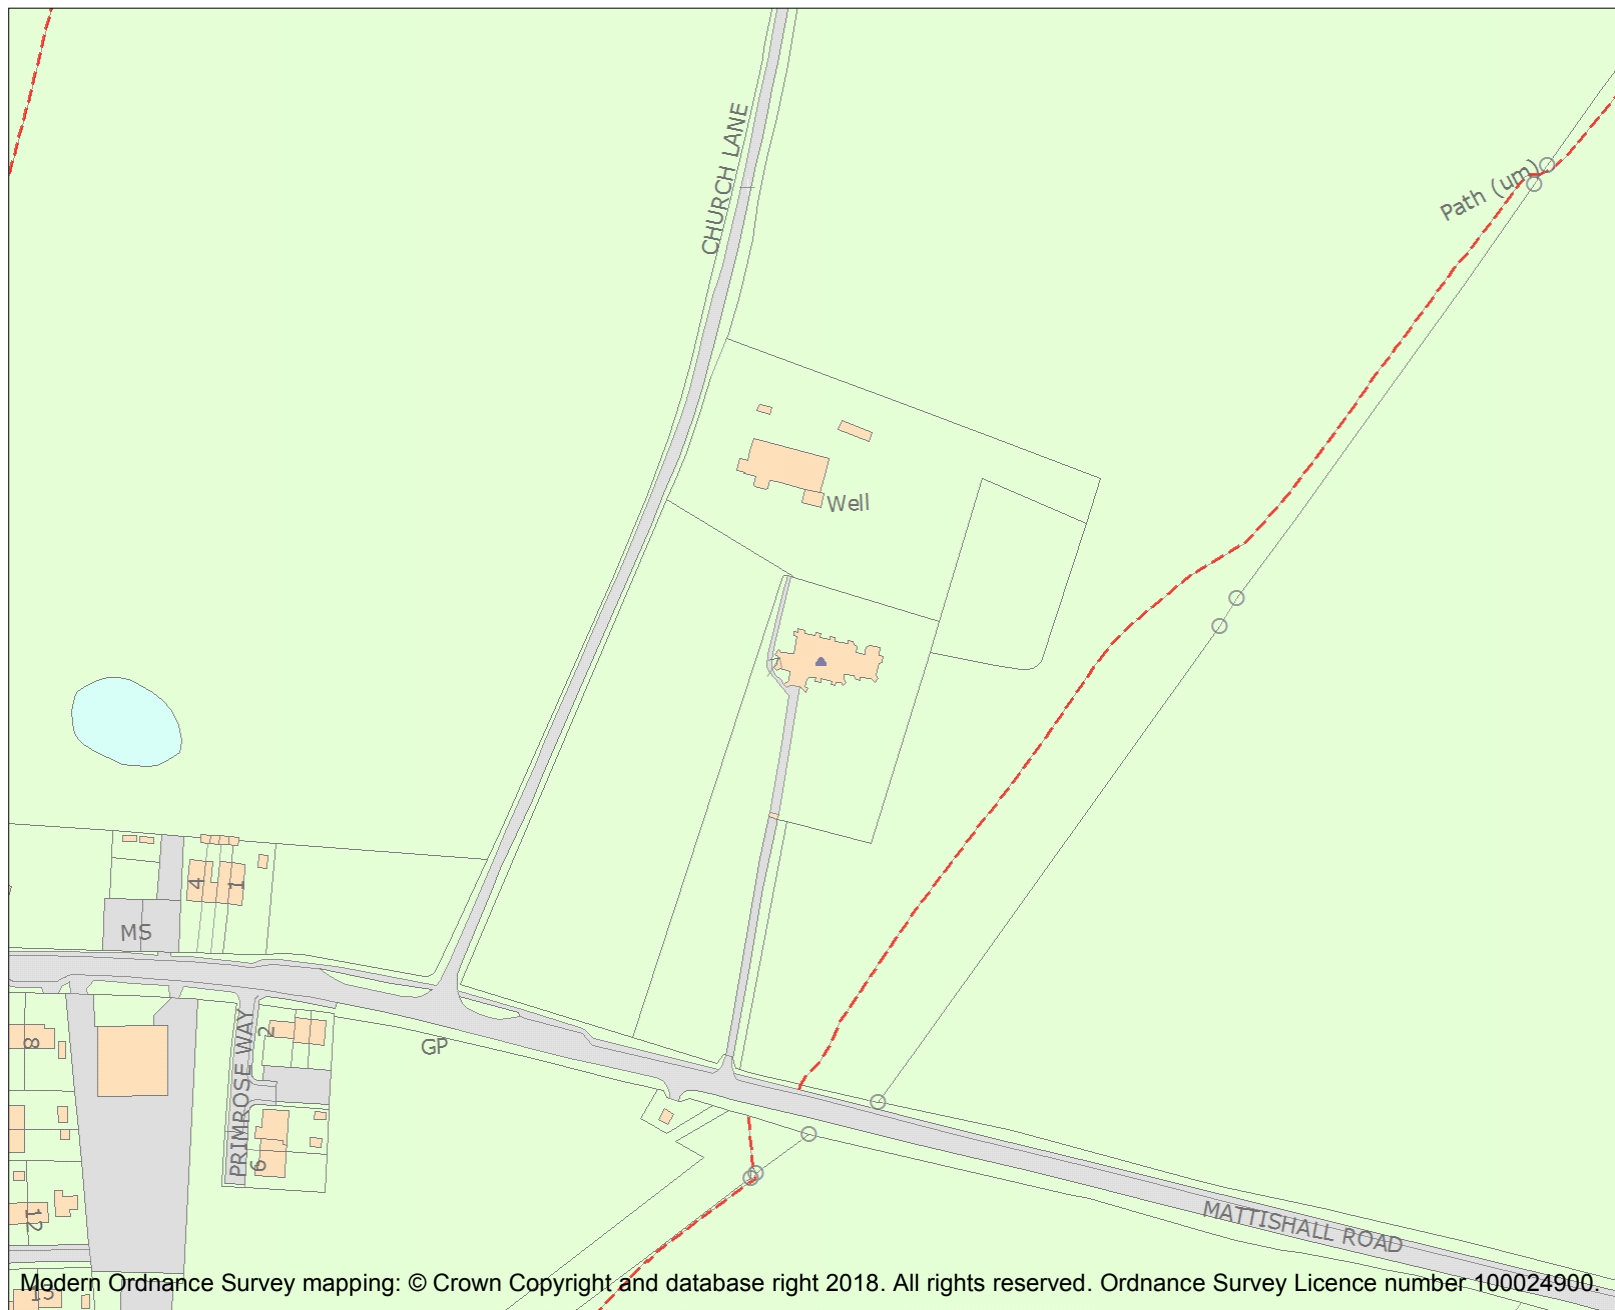 CHURCH LANE
Path (um)
Well
4
1
MS
8
PRIMROSE WAY
2
GP
9
12
MATTISHALL ROAD
15
Modern Ordnance Survey mapping: © Crown Copyright and database right 2018. All rights reserved. Ordnance Survey Licence number 100024900.